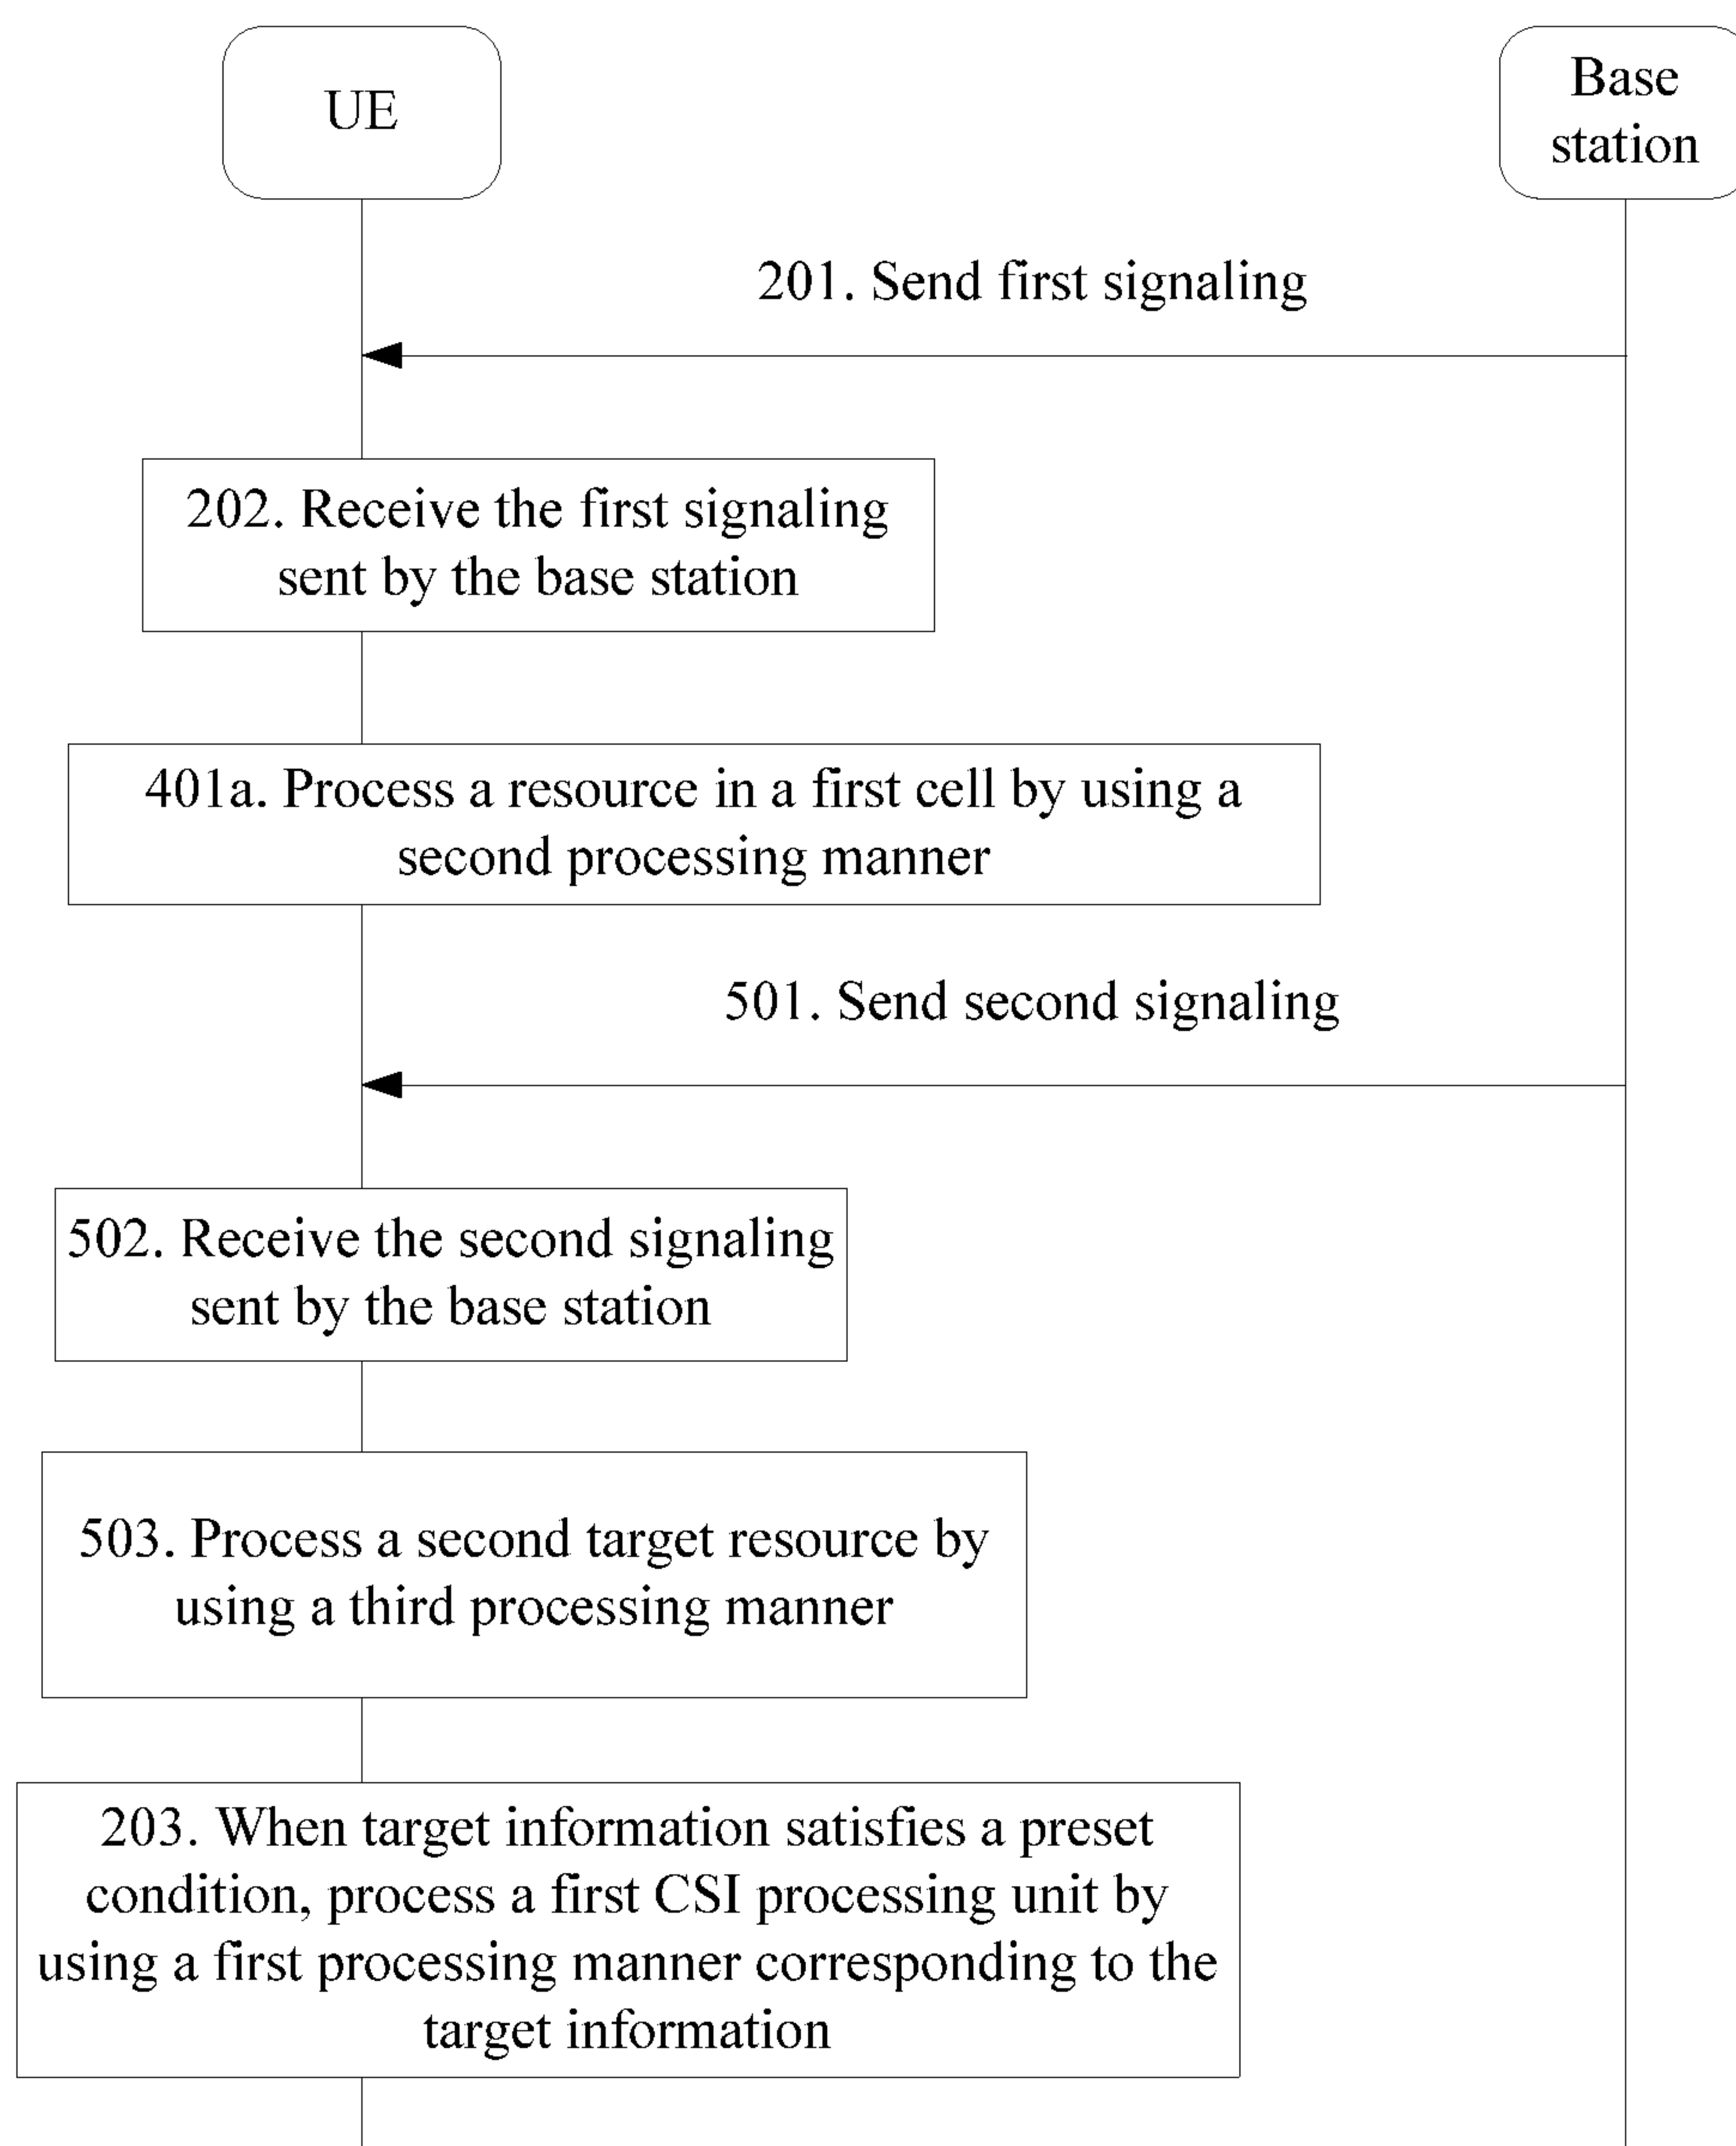 UE
Base
station
201. Send first signaling
202. Receive the first signaling
sent by the base station
401a. Process a resource in a first cell by using a
second processing manner
501. Send second signaling
502. Receive the second signaling
sent by the base station
503. Process a second target resource by
using a third processing manner
203. When target information satisfies a preset
condition, process a first CSI processing unit by
using a first processing manner corresponding to the
target information